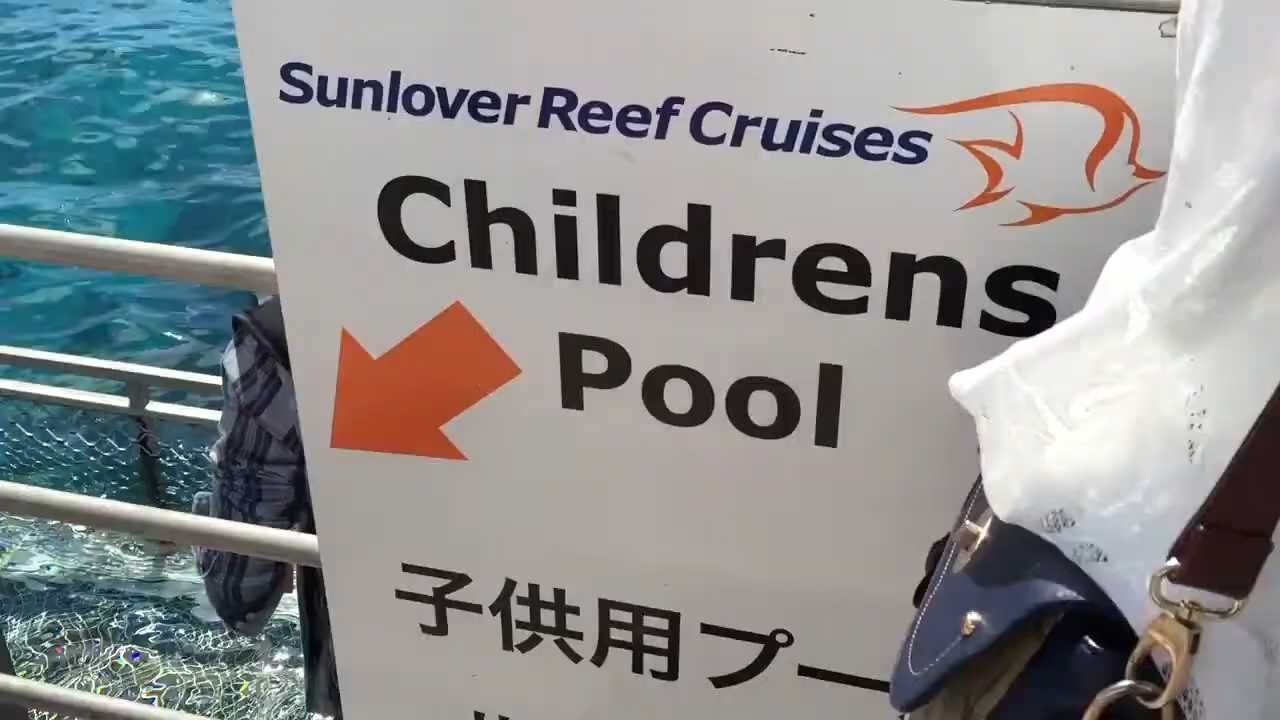 Sunlover Reef Cruises
Childrens
Pool
子供用プー